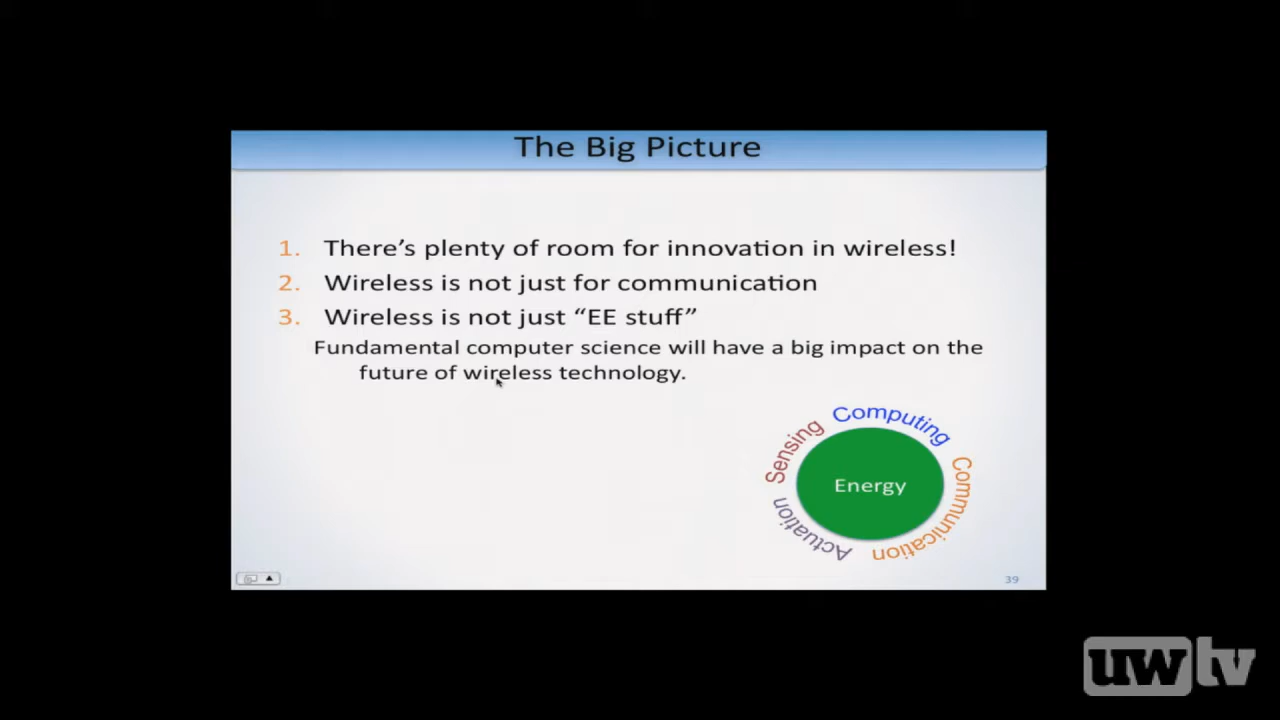 The Big Picture
1. There's plenty of room for innovation in wireless!
2. Wireless is not just for communication
3. Wireless is not just “EE stuff”
Fundamental computer science will have a big impact on the
future of wireless technology.
Sensing
Computing
Communication
Actuation
Energy
39
uwtv